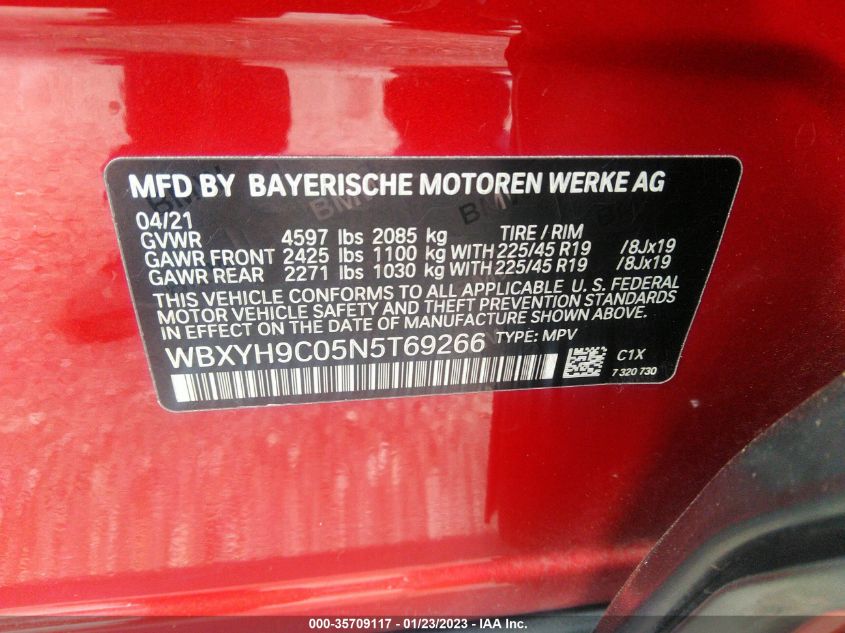 MFD BY BAYERISCHE MOTOREN WERKE AG
04/21 TIRE / RIM
GVWR 4597 lbs 2085 kg
GAWR FRONT 2425 lbs 1100 kg WITH 225/45 R19 /8Jx19
GAWR REAR 2271 lbs 1030 kg WITH 225/45 R19 /8Jx19
THIS VEHICLE CONFORMS TO ALL APPLICABLE U. S. FEDERAL
MOTOR VEHICLE SAFETY AND THEFT PREVENTION STANDARDS
IN EFFECT ON THE DATE OF MANUFACTURE SHOWN ABOVE.
WBXYH9C05N5T69266 TYPE: MPV
C1X
7 320 730
000-35709117 - 01/23/2023 - © IAA Inc.